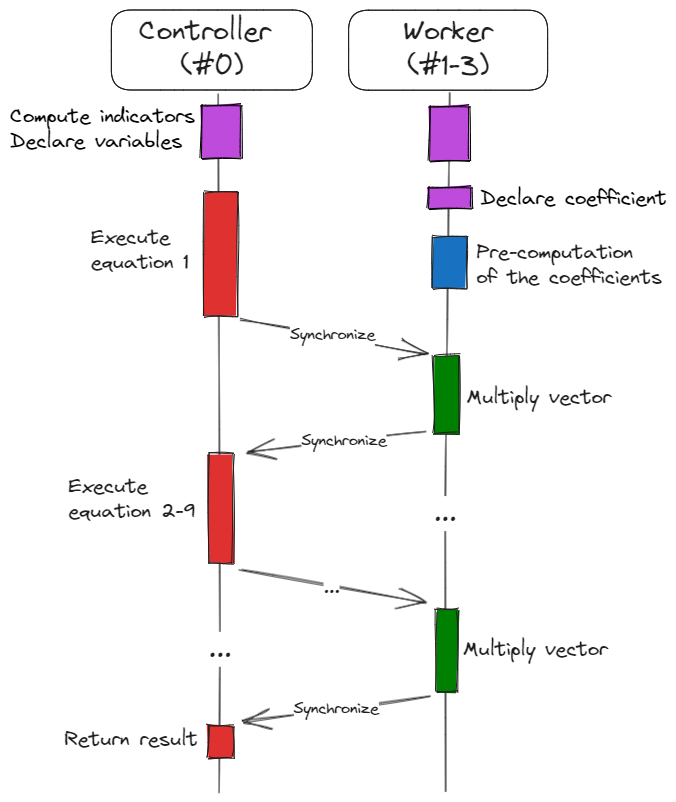 Controller
(#0)
Worker
(#1-3)
Compute indicators
Declare variables
Declare coefficient
Execute
equation 1
Pre-computation
of the coefficients
Synchronize
Multiply vector
Synchronize
Execute
equation 2-9
...
...
...
Multiply vector
Synchronize
Return result